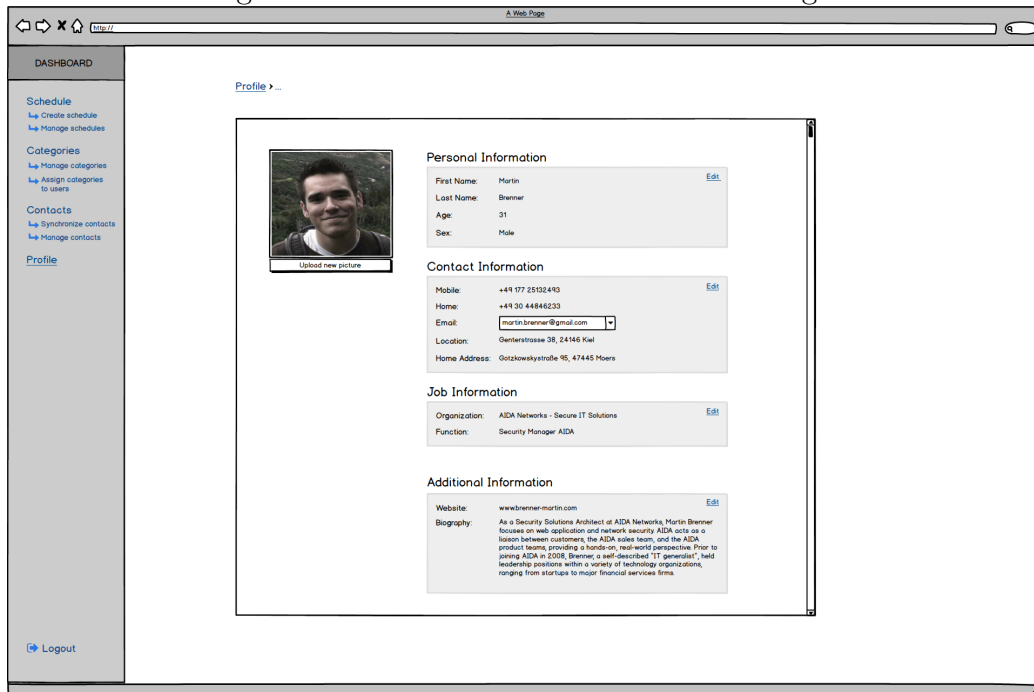 A Web Page
http://
DASHBOARD
Schedule
Create schedule
Manage schedules
Categories
Manage categories
Assign categories
to users
Contacts
Synchronize contacts
Manage contacts
Profile
Logout
Profile › ...
Upload new picture
Personal Information
Edit
First Name: Martin
Last Name: Brenner
Age: 31
Sex: Male
Contact Information
Edit
Mobile: +49 177 25132493
Home: +49 30 44846233
Email: martin.brenner@gmail.com
Location: Genterstrasse 38, 24146 Kiel
Home Address: Gotzkowskystraße 95, 47445 Moers
Job Information
Edit
Organization: AIDA Networks - Secure IT Solutions
Function: Security Manager AIDA
Additional Information
Edit
Website: www.brenner-martin.com
Biography: As a Security Solutions Architect at AIDA Networks, Martin Brenner
focuses on web application and network security. AIDA acts as a
liaison between customers, the AIDA sales team, and the AIDA
product teams, providing a hands-on, real-world perspective. Prior to
joining AIDA in 2008, Brenner, a self-described "IT generalist", held
leadership positions within a variety of technology organizations,
ranging from startups to major financial services firms.